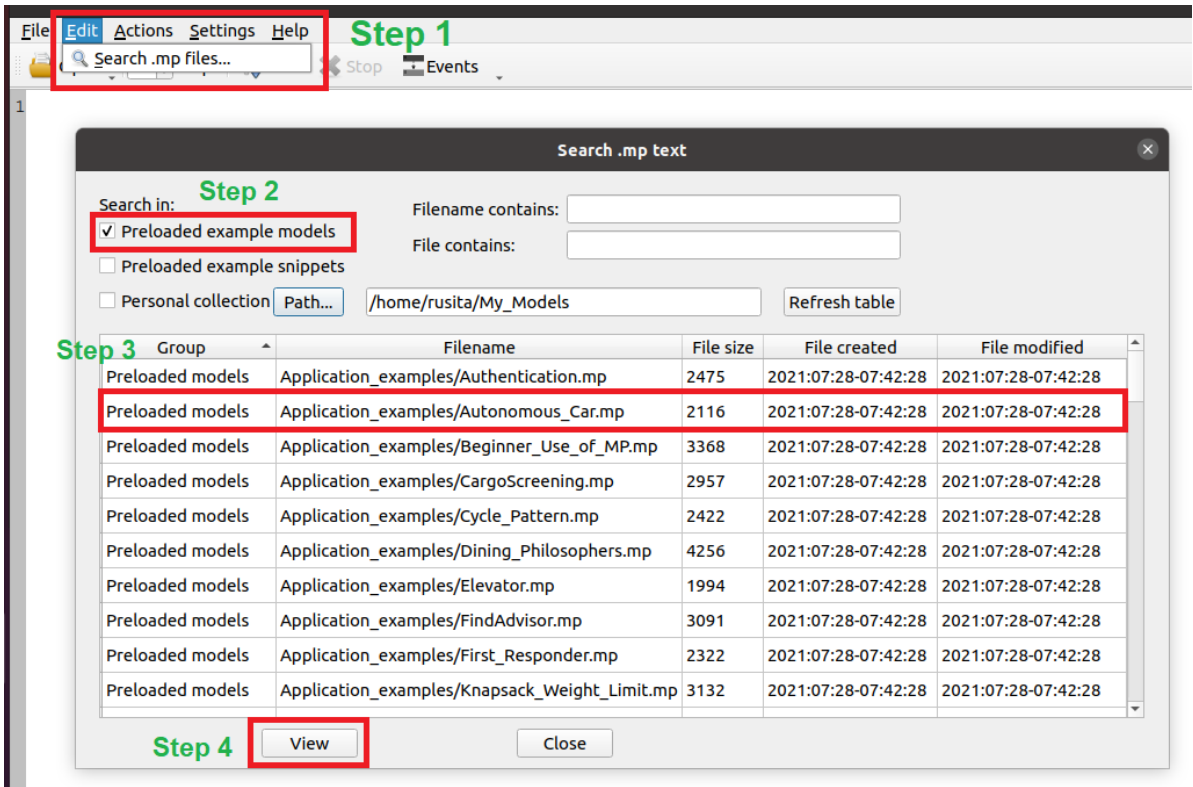 File Edit Actions Settings Help Step 1
Search .mp files...
Stop Events
1
Search .mp text
Step 2
Search in:
Filename contains:
Preloaded example models
File contains:
Preloaded example snippets
Personal collection Path... /home/rusita/My_Models Refresh table
Step 3 Group Filename File size File created File modified
Preloaded models Application_examples/Authentication.mp 2475 2021:07:28-07:42:28 2021:07:28-07:42:28
Preloaded models Application_examples/Autonomous_Car.mp 2116 2021:07:28-07:42:28 2021:07:28-07:42:28
Preloaded models Application_examples/Beginner_Use_of_MP.mp 3368 2021:07:28-07:42:28 2021:07:28-07:42:28
Preloaded models Application_examples/CargoScreening.mp 2957 2021:07:28-07:42:28 2021:07:28-07:42:28
Preloaded models Application_examples/Cycle_Pattern.mp 2422 2021:07:28-07:42:28 2021:07:28-07:42:28
Preloaded models Application_examples/Dining_Philosophers.mp 4256 2021:07:28-07:42:28 2021:07:28-07:42:28
Preloaded models Application_examples/Elevator.mp 1994 2021:07:28-07:42:28 2021:07:28-07:42:28
Preloaded models Application_examples/FindAdvisor.mp 3091 2021:07:28-07:42:28 2021:07:28-07:42:28
Preloaded models Application_examples/First_Responder.mp 2322 2021:07:28-07:42:28 2021:07:28-07:42:28
Preloaded models Application_examples/Knapsack_Weight_Limit.mp 3132 2021:07:28-07:42:28 2021:07:28-07:42:28
Step 4 View Close